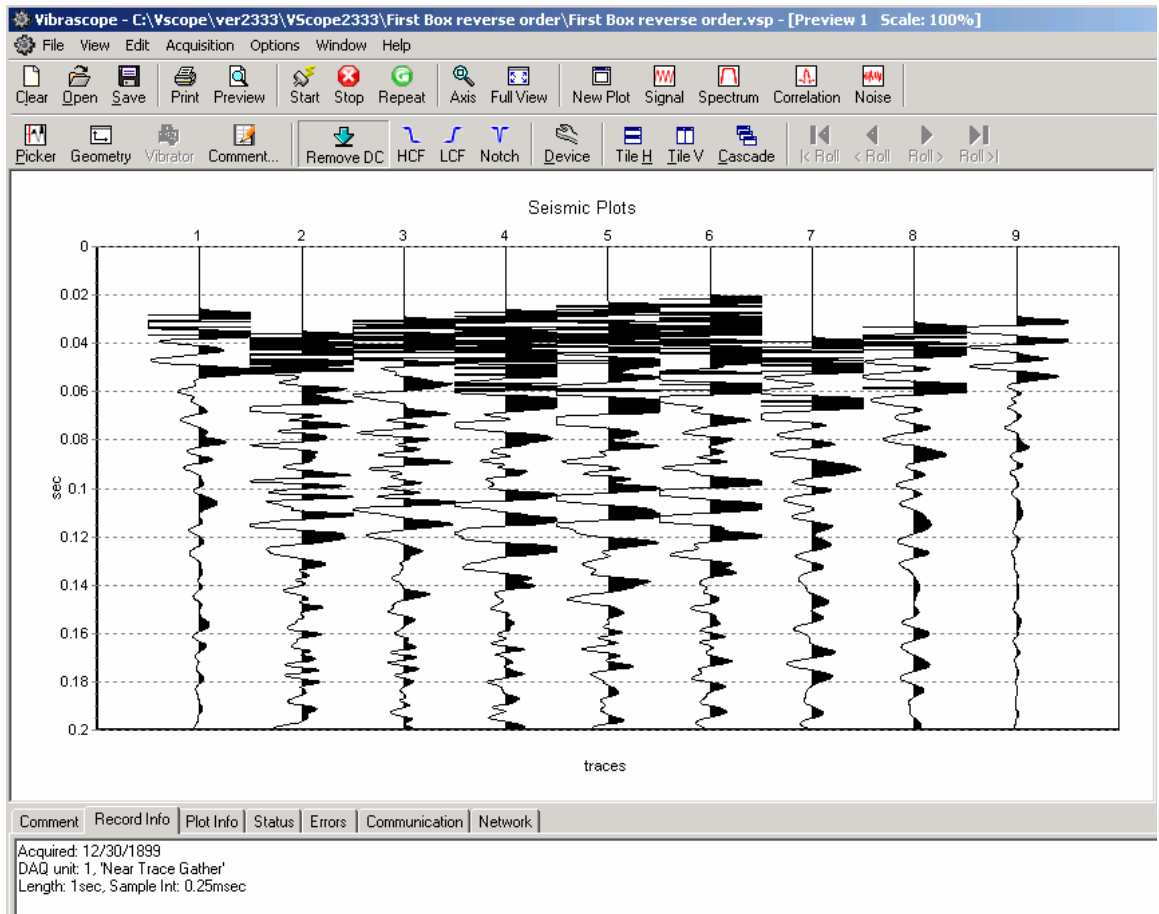 Vibrascope - C:\Vscope\ver2333\VScope2333\First Box reverse order\First Box reverse order.vsp - [Preview 1 Scale: 100%]
File View Edit Acquisition Options Window Help
Clear Open Save Print Preview Start Stop Repeat Axis Full View New Plot Signal Spectrum Correlation Noise
Picker Geometry Vibrator Comment... Remove DC HCF LCF Notch Device Tile H Tile V Cascade |< Roll < Roll Roll > Roll >|
Seismic Plots
1 2 3 4 5 6 7 8 9
0
0.02
0.04
0.06
0.08
sec
0.1
0.12
0.14
0.16
0.18
0.2
traces
Comment Record Info Plot Info Status Errors Communication Network
Acquired: 12/30/1899
DAQ unit: 1, 'Near Trace Gather'
Length: 1sec, Sample Int: 0.25msec